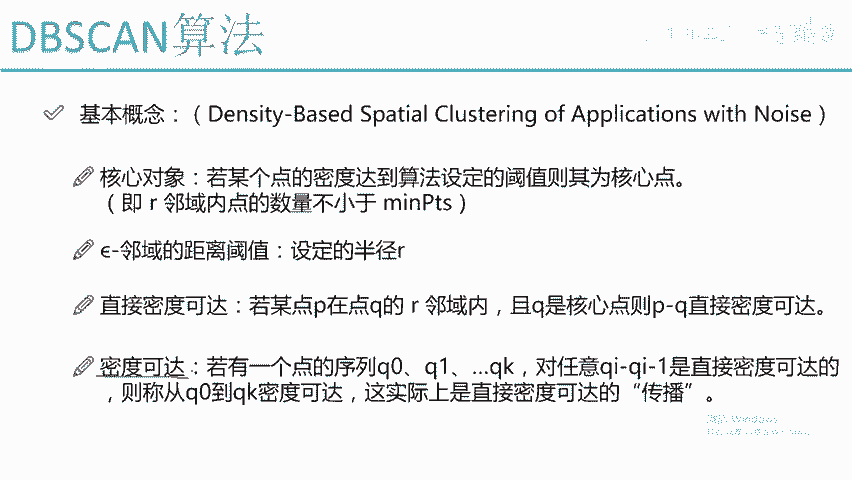 DBSCAN算法
基本概念：（Density-Based Spatial Clustering of Applications with Noise）
核心对象：若某个点的密度达到算法设定的阈值则其为核心点。
（即 r 邻域内点的数量不小于 minPts）
ϵ-邻域的距离阈值：设定的半径r
直接密度可达：若某点p在点q的 r 邻域内，且q是核心点则p-q直接密度可达。
密度可达：若有一个点的序列q0、q1、…qk，对任意qi-qi-1是直接密度可达的
，则称从q0到qk密度可达，这实际上是直接密度可达的“传播”。
Windows